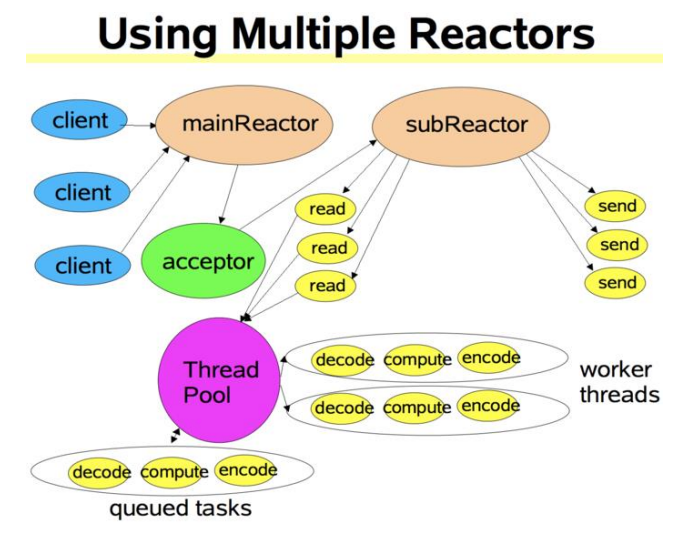 Using Multiple Reactors
client
mainReactor
subReactor
client
read
send
client
acceptor
read
send
read
send
Thread
Pool
decode compute encode
decode compute encode
worker
threads
decode compute encode
queued tasks